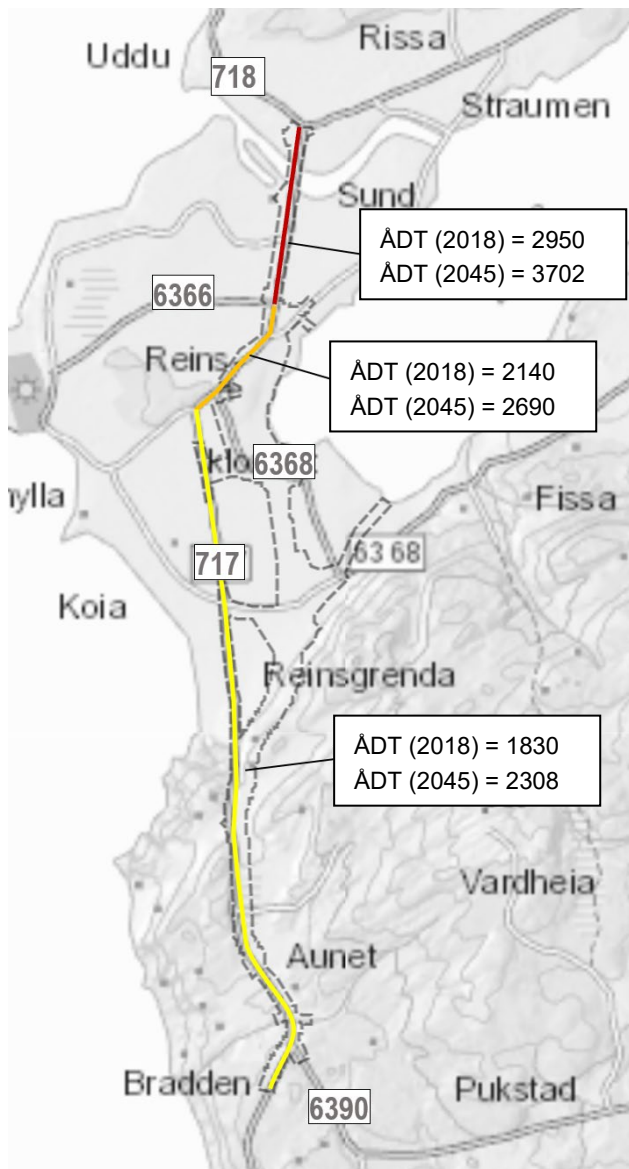 Uddu
Rissa
718
Straumen
Sund
ÅDT (2018) = 2950
ÅDT (2045) = 3702
6366
Reins
ÅDT (2018) = 2140
ÅDT (2045) = 2690
6368
Fissa
717
63 68
Koia
Reinsgrenda
ÅDT (2018) = 1830
ÅDT (2045) = 2308
Vardheia
Aunet
Bradden
6390
Pukstad